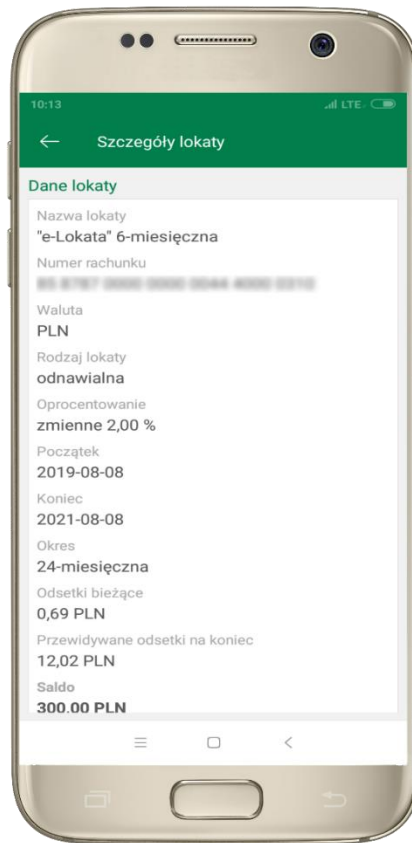 10:13
LTE
Szczegóły lokaty
Dane lokaty
Nazwa lokaty
"e-Lokata" 6-miesięczna
Numer rachunku
Waluta
PLN
Rodzaj lokaty
odnawialna
Oprocentowanie
zmienne 2,00 %
Początek
2019-08-08
Koniec
2021-08-08
Okres
24-miesięczna
Odsetki bieżące
0,69 PLN
Przewidywane odsetki na koniec
12,02 PLN
Saldo
300.00 PLN